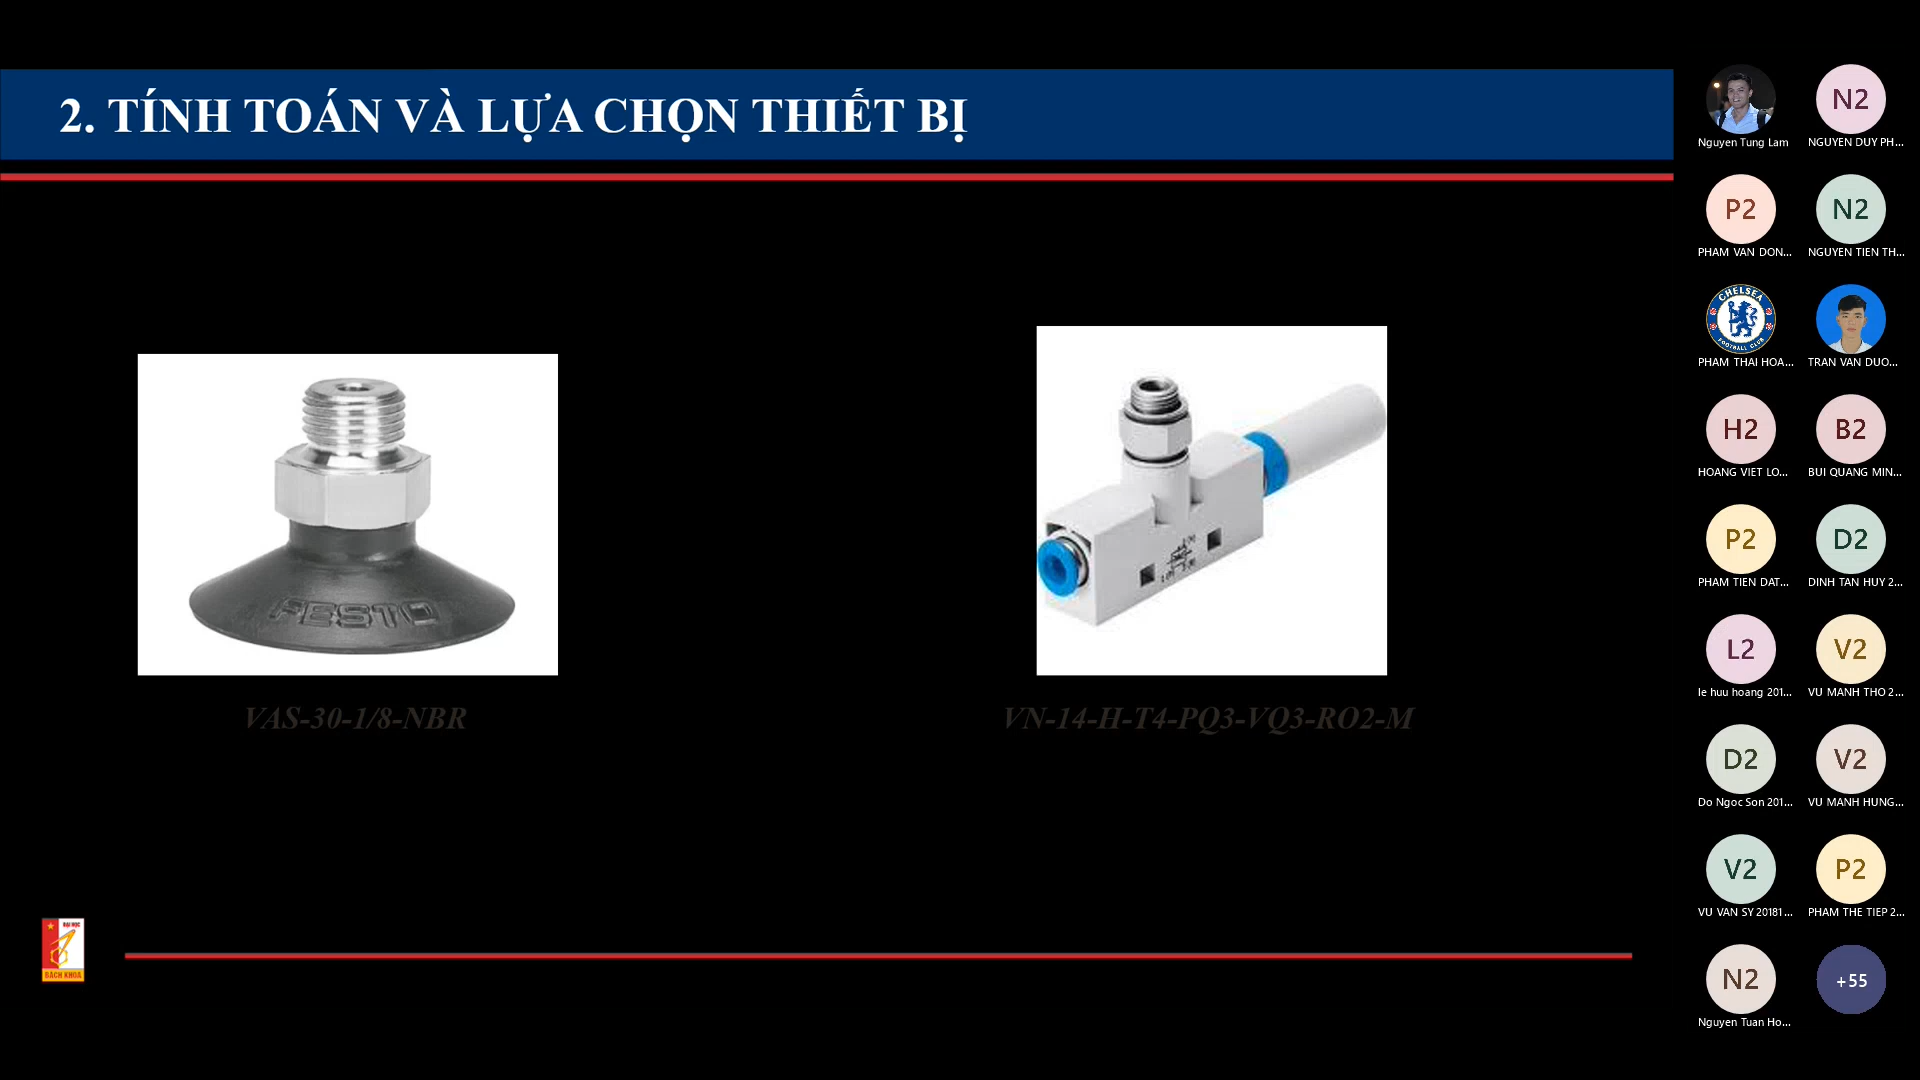 2. TÍNH TOÁN VÀ LỰA CHỌN THIẾT BỊ
FESTO
VAS-30-1/8-NBR
VN-14-H-T4-PQ3-VQ3-RO2-M
ĐẠI HỌC
BÁCH KHOA
Nguyen Tung Lam
N2
NGUYEN DUY PH...
P2
PHAM VAN DON...
N2
NGUYEN TIEN TH...
CHELSEA
FOOTBALL CLUB
PHAM THAI HOA...
TRAN VAN DUO...
H2
HOANG VIET LO...
B2
BUI QUANG MIN...
P2
PHAM TIEN DAT...
D2
DINH TAN HUY 2...
L2
le huu hoang 201...
V2
VU MANH THO 2...
D2
Do Ngoc Son 201...
V2
VU MANH HUNG...
V2
VU VAN SY 20181...
P2
PHAM THE TIEP 2...
N2
Nguyen Tuan Ho...
+55